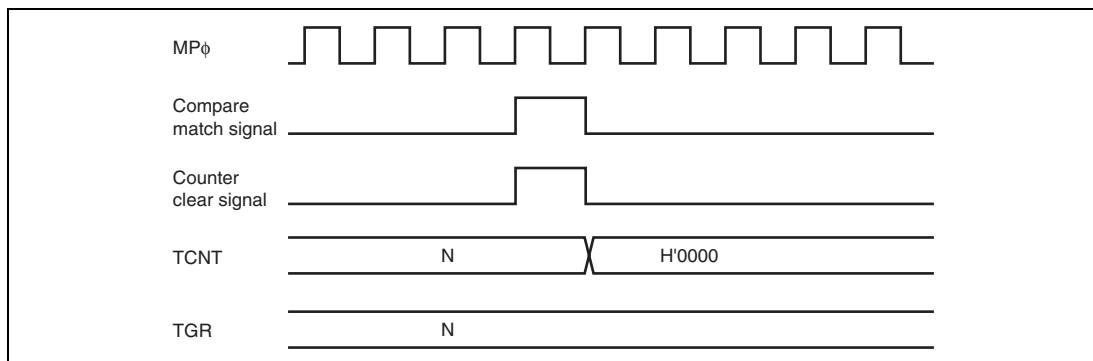 MPϕ
Compare
match signal
Counter
clear signal
TCNT
N
H'0000
TGR
N